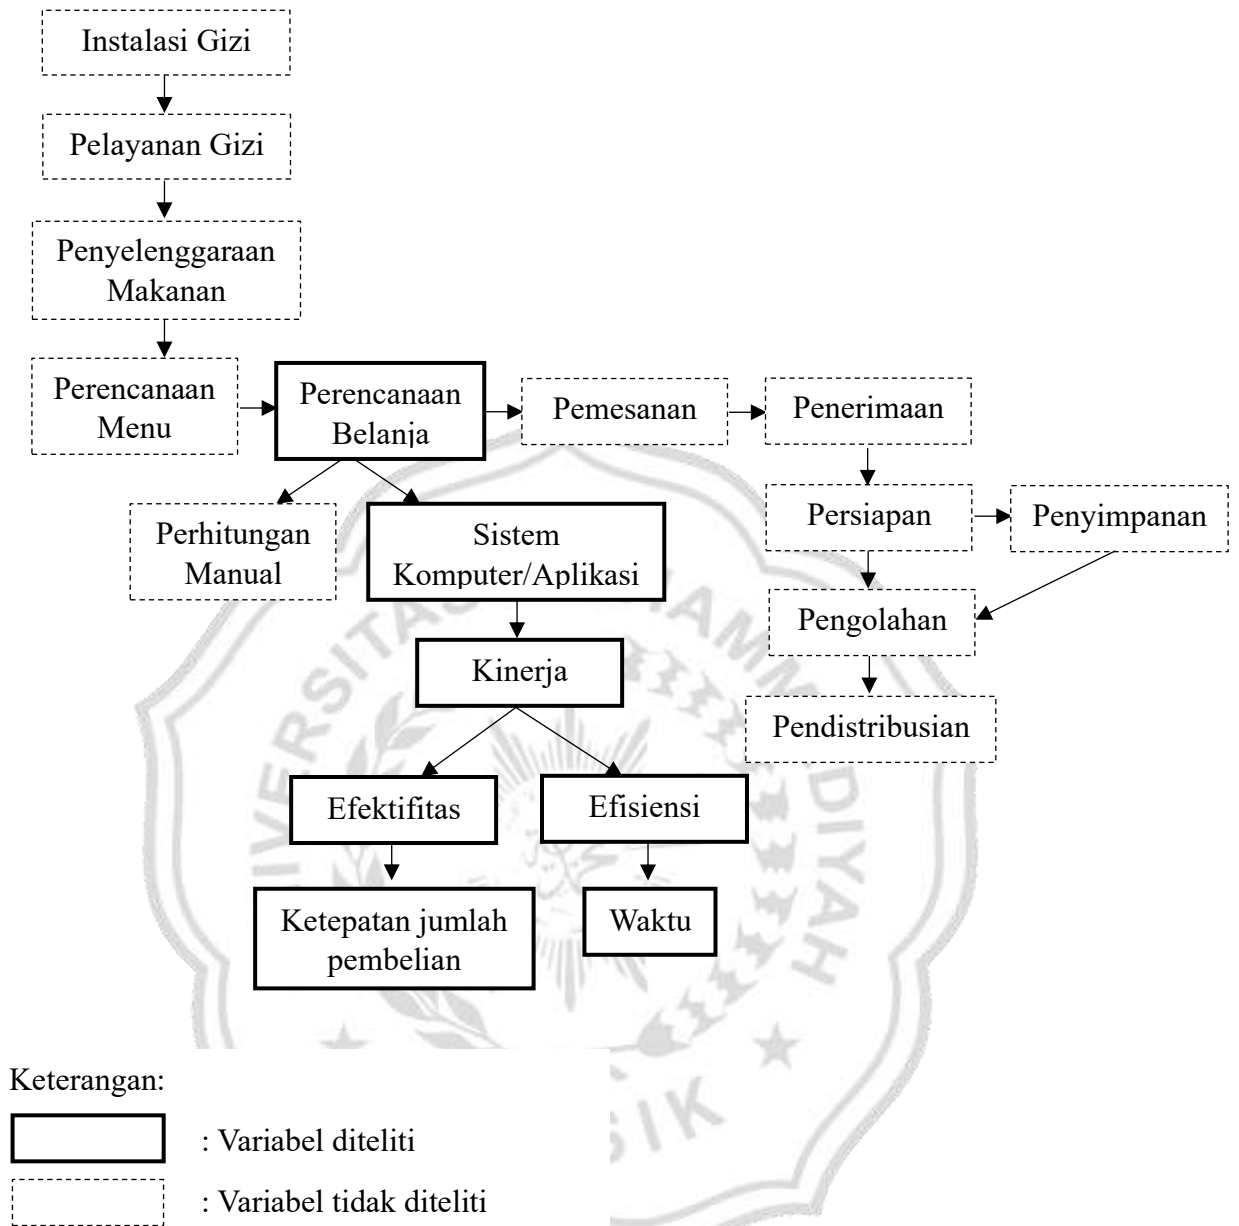 Instalasi Gizi
Pelayanan Gizi
Penyelenggaraan
Makanan
Perencanaan
Menu
Perencanaan
Belanja
Pemesanan
Penerimaan
Perhitungan
Manual
Sistem
Komputer/Aplikasi
Persiapan
Penyimpanan
Pengolahan
Kinerja
Pendistribusian
Efektifitas
Efisiensi
Ketepatan jumlah
pembelian
Waktu
Keterangan:
: Variabel diteliti
: Variabel tidak diteliti